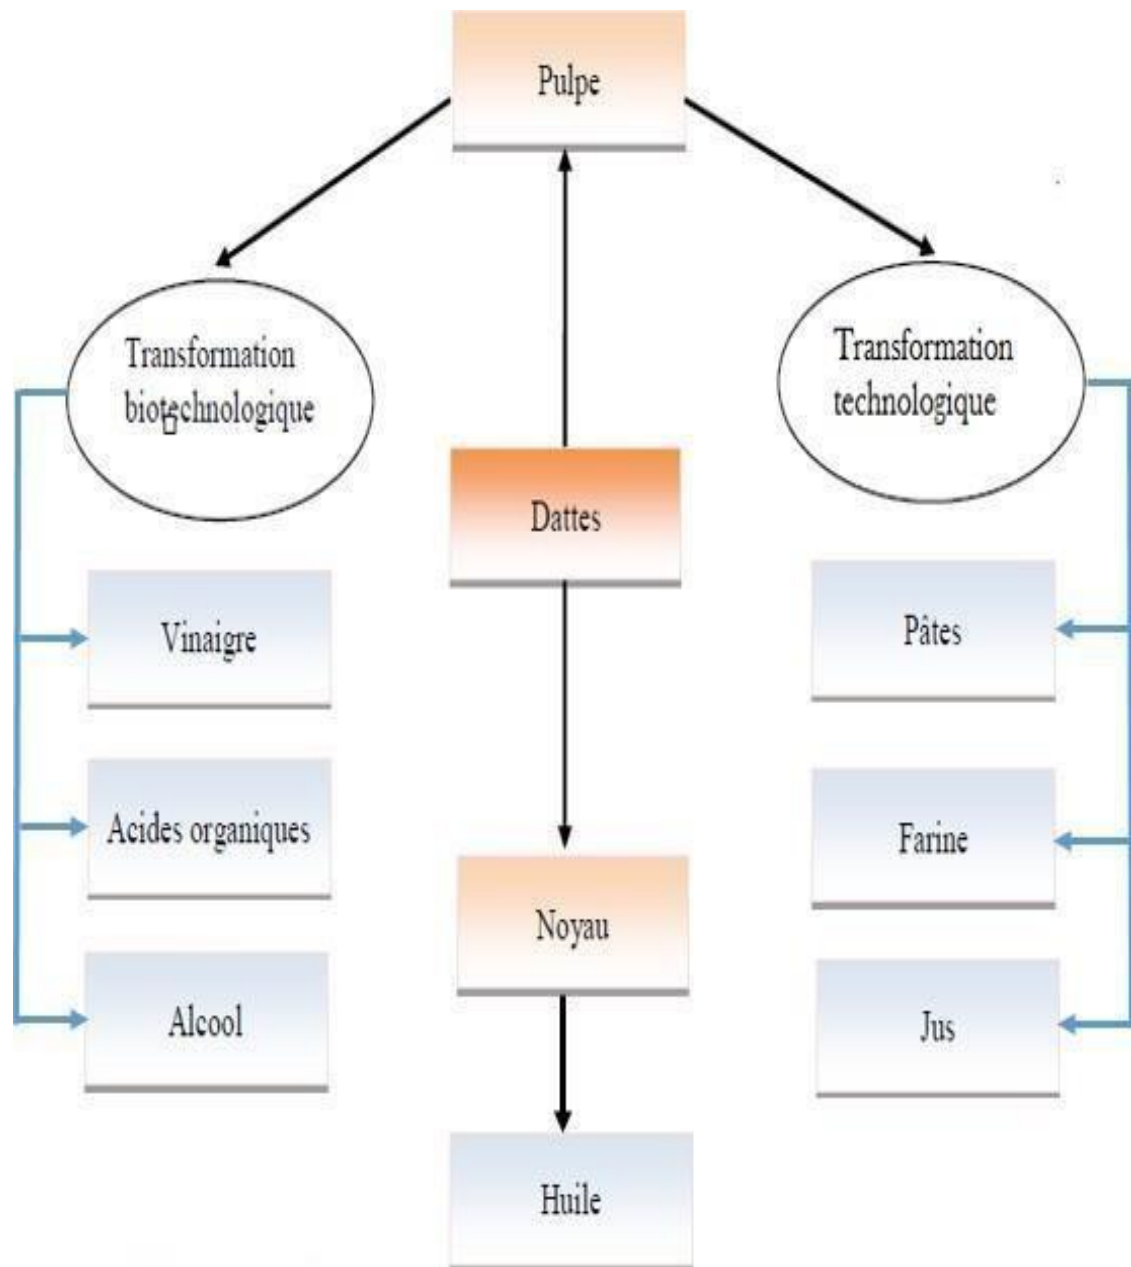 Pulpe
Transformation
biotechnologique
Transformation
technologique
Dattes
Vinaigre
Pâtes
Acides organiques
Farine
Noyau
Alcool
Jus
Huile